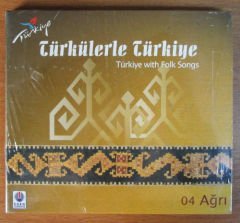 Türkiye
Türkülerle Türkiye
Türkiye with Folk Songs
04 Ağrı